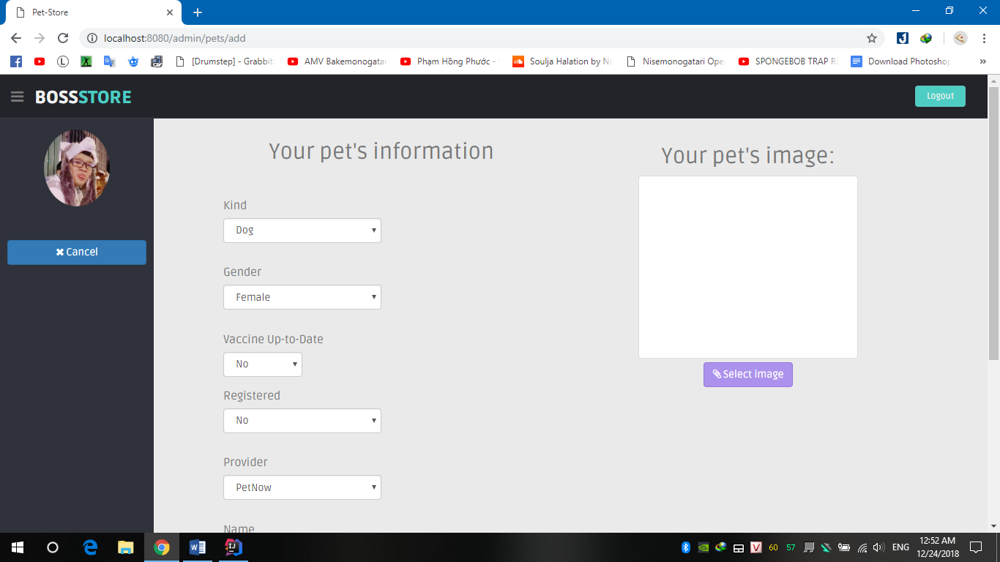 Pet-Store
localhost:8080/admin/pets/add
[Drumstep] - Grabbit
AMV Bakemonogatar
Phạm Hồng Phước -
Soulja Halation by No
Nisemonogatari Ope
SPONGEBOB TRAP R
Download Photoshop
BOSSSTORE
Logout
Cancel
Your pet's information
Your pet's image:
Kind
Dog
Gender
Female
Vaccine Up-to-Date
No
Registered
No
Provider
PetNow
Name
Select image
60 57 ENG
12:52 AM
12/24/2018